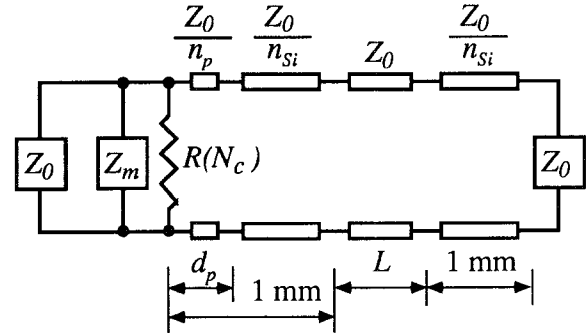 Z0/np Z0/nSi Z0 Z0/nSi
Z0 Zm R(Nc) Z0
dp 1 mm L 1 mm